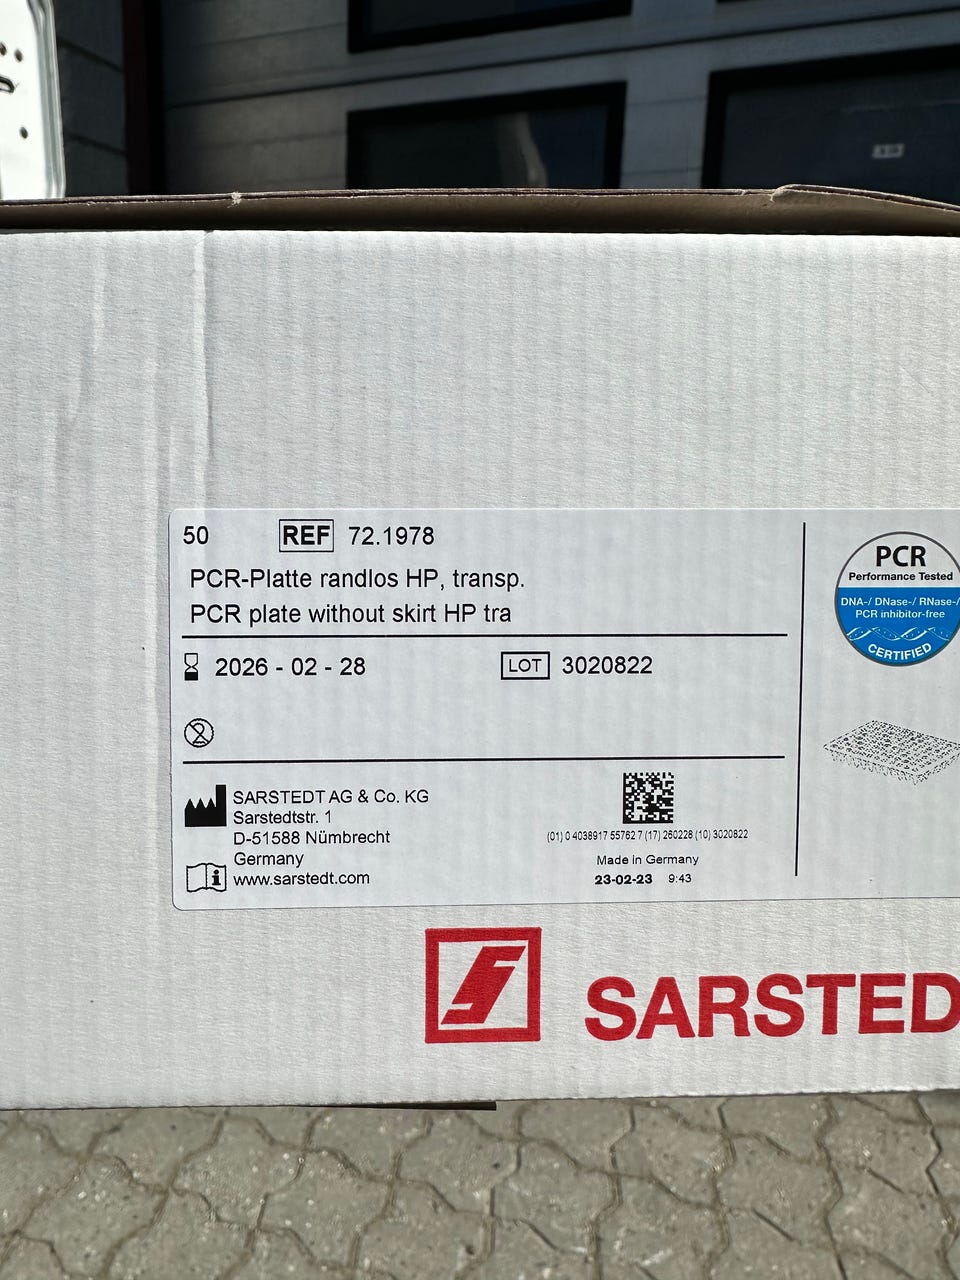 50 REF 72.1978
PCR-Platte randlos HP, transp.
PCR plate without skirt HP tra
2026 - 02 - 28 LOT 3020822
2
SARSTEDT AG & Co. KG
Sarstedtstr. 1
D-51588 Nümbrecht
Germany
www.sarstedt.com
(01) 0 4038917 55762 7 (17) 260228 (10) 3020822
Made in Germany
23-02-23 9:43
PCR
Performance Tested
DNA-/ DNase-/ RNase-/
PCR inhibitor-free
CERTIFIED
SARSTED